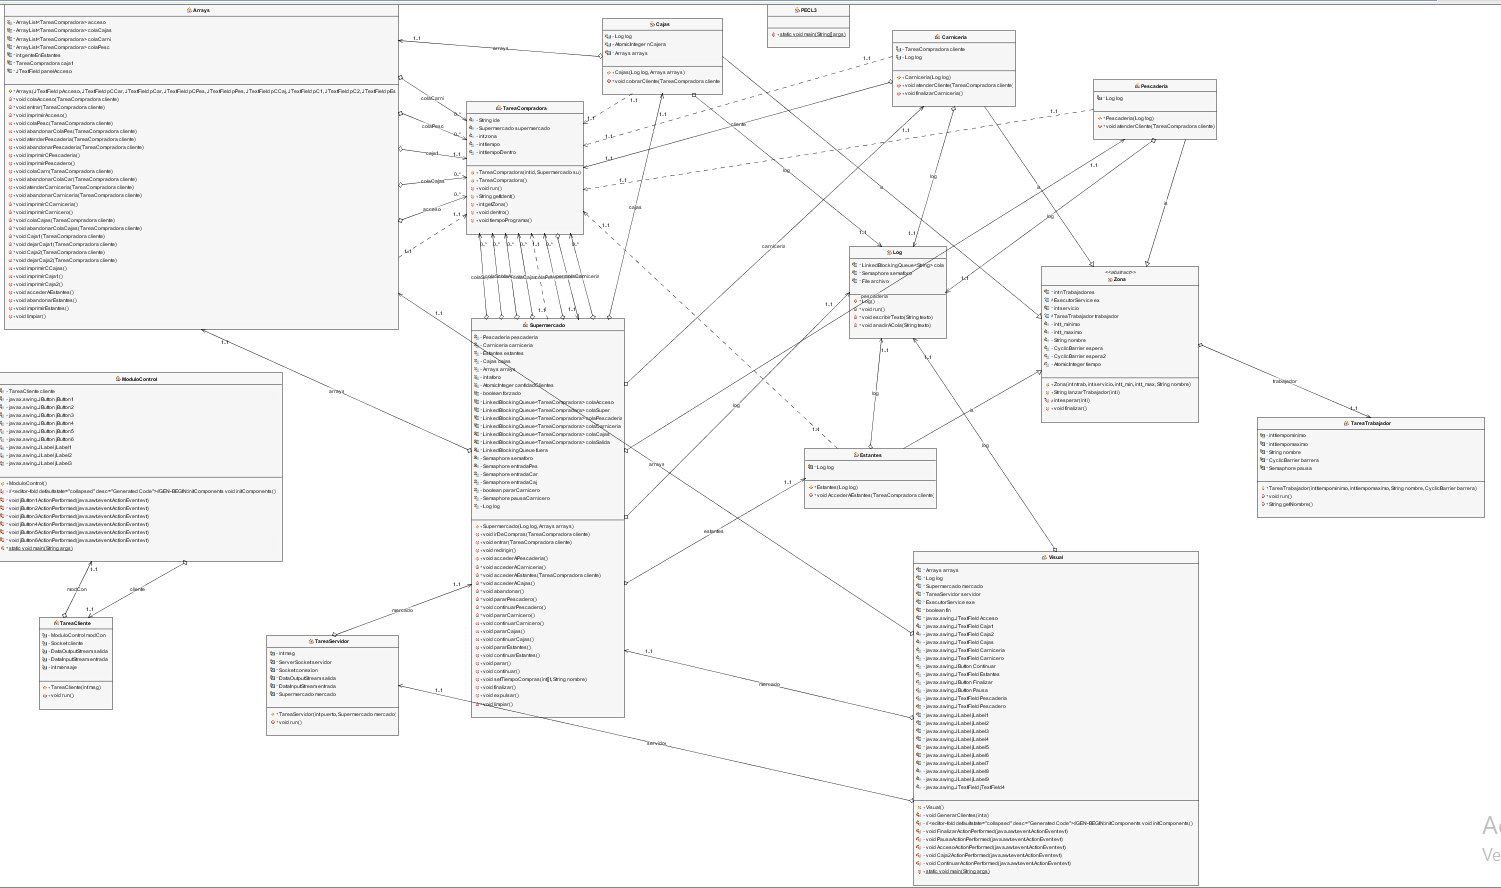 Arrays
ArrayList<TareaCompradora> acceso
ArrayList<TareaCompradora> colaCajas
ArrayList<TareaCompradora> colaCarni
ArrayList<TareaCompradora> colaPesc
int genteEnEstantes
TareaCompradora caja1
JTextField panelAcceso
void colaAcceso(TareaCompradora cliente)
void entrar(TareaCompradora cliente)
void imprimirAcceso()
void colaPesc(TareaCompradora cliente)
void abandonarColaPes(TareaCompradora cliente)
void atenderPescaderia(TareaCompradora cliente)
void abandonarPescaderia(TareaCompradora cliente)
void imprimirCPescaderia()
void imprimirPescadero()
void colaCarni(TareaCompradora cliente)
void abandonarColaCar(TareaCompradora cliente)
void atenderCarniceria(TareaCompradora cliente)
void abandonarCarniceria(TareaCompradora cliente)
void imprimirCCarniceria()
void imprimirCarnicero()
void colaCajas(TareaCompradora cliente)
void abandonarColaCajas(TareaCompradora cliente)
void Caja1(TareaCompradora cliente)
void dejarCaja1(TareaCompradora cliente)
void Caja2(TareaCompradora cliente)
void dejarCaja2(TareaCompradora cliente)
void imprimirCCajas()
void imprimirCaja1()
void imprimirCaja2()
void accederAEstantes()
void abandonarEstantes()
void imprimirEstantes()
void limpiar()
Cajas
Log log
AtomicInteger nCajera
Arrays arrays
Cajas(Log log, Arrays arrays)
void cobrarCliente(TareaCompradora cliente
PECL3
static void main(String[] args)
Carniceria
TareaCompradora cliente
Log log
Carniceria(Log log)
void atenderCliente(TareaCompradora cliente)
void finalizarCarniceria()
Pescaderia
Log log
Pescaderia(Log log)
void atenderCliente(TareaCompradora cliente)
TareaCompradora
String ide
Supermercado supermercado
int zona
int tiempo
int tiempoDentro
TareaCompradora(int id, Supermercado su)
TareaCompradora()
void run()
String getIdent()
int getZona()
void dentro()
void tiempoPrograma()
Log
LinkedBlockingQueue<String> cola
Semaphore semaforo
File archivo
Log()
void run()
void escribirTexto(String texto)
void anadirACola(String texto)
<<abstract>>
Zona
int nTrabajadores
ExecutorService ex
int servicio
TareaTrabajador trabajador
int t_minimo
int t_maximo
String nombre
CyclicBarrier espera
CyclicBarrier espera2
AtomicInteger tiempo
Zona(int ntrab, int servicio, int t_min, int t_max, String nombre)
String lanzarTrabajador(int i)
int esperar(int i)
void finalizar()
Supermercado
Pescaderia pescaderia
Carniceria carniceria
Estantes estantes
Cajas cajas
Arrays arrays
int aforo
AtomicInteger cantidadClientes
boolean forzado
LinkedBlockingQueue<TareaCompradora> colaAcceso
LinkedBlockingQueue<TareaCompradora> colaSuper
LinkedBlockingQueue<TareaCompradora> colaPescaderia
LinkedBlockingQueue<TareaCompradora> colaCarniceria
LinkedBlockingQueue<TareaCompradora> colaCajas
LinkedBlockingQueue<TareaCompradora> colaSalida
LinkedBlockingQueue fuera
Semaphore semaforo
Semaphore entradaPes
Semaphore entradaCar
Semaphore entradaCaj
boolean pararCarnicero
Semaphore pausaCarnicero
Log log
Supermercado(Log log, Arrays arrays)
void irDeCompras(TareaCompradora cliente)
void entrar(TareaCompradora cliente)
void redirigir()
void accederAPescaderia()
void accederACarniceria()
void accederAEstantes(TareaCompradora cliente)
void accederACajas()
void abandonar()
void pararPescadero()
void continuarPescadero()
void pararCarnicero()
void continuarCarnicero()
void pararCajas()
void continuarCajas()
void pararEstantes()
void continuarEstantes()
void parar()
void continuar()
void setTiempoCompras(int[] t, String nombre)
void finalizar()
void expulsar()
void limpiar()
ModuloControl
TareaCliente cliente
javax.swing.JButton jButton1
javax.swing.JButton jButton2
javax.swing.JButton jButton3
javax.swing.JButton jButton4
javax.swing.JButton jButton5
javax.swing.JButton jButton6
javax.swing.JLabel jLabel1
javax.swing.JLabel jLabel2
javax.swing.JLabel jLabel3
ModuloControl()
void jButton1ActionPerformed(java.awt.event.ActionEvent evt)
void jButton2ActionPerformed(java.awt.event.ActionEvent evt)
void jButton3ActionPerformed(java.awt.event.ActionEvent evt)
void jButton4ActionPerformed(java.awt.event.ActionEvent evt)
void jButton5ActionPerformed(java.awt.event.ActionEvent evt)
void jButton6ActionPerformed(java.awt.event.ActionEvent evt)
static void main(String args)
TareaCliente
ModuloControl modCon
Socket cliente
DataOutputStream salida
DataInputStream entrada
int mensaje
TareaCliente(int msg)
void run()
TareaServidor
int msg
ServerSocket servidor
Socket conexion
DataOutputStream salida
DataInputStream entrada
Supermercado mercado
TareaServidor(int puerto, Supermercado mercado)
void run()
Estantes
Log log
Estantes(Log log)
void AccederAEstantes(TareaCompradora cliente)
TareaTrabajador
int tiempominimo
int tiempomaximo
String nombre
CyclicBarrier barrera
Semaphore pausa
TareaTrabajador(int tiempominimo, int tiempomaximo, String nombre, CyclicBarrier barrera)
void run()
String getNombre()
Visual
Arrays arrays
Log log
Supermercado mercado
TareaServidor servidor
ExecutorService exe
boolean fin
javax.swing.JTextField Acceso
javax.swing.JTextField Caja1
javax.swing.JTextField Caja2
javax.swing.JTextField Cajas
javax.swing.JTextField Carniceria
javax.swing.JTextField Carnicero
javax.swing.JButton Continuar
javax.swing.JTextField Estantes
javax.swing.JButton Finalizar
javax.swing.JButton Pausa
javax.swing.JTextField Pescaderia
javax.swing.JTextField Pescadero
javax.swing.JLabel jLabel1
javax.swing.JLabel jLabel2
javax.swing.JLabel jLabel3
javax.swing.JLabel jLabel4
javax.swing.JLabel jLabel5
javax.swing.JLabel jLabel6
javax.swing.JLabel jLabel7
javax.swing.JLabel jLabel8
javax.swing.JLabel jLabel9
javax.swing.JTextField jTextField4
Visual()
void GenerarClientes(int a)
void FinalizarActionPerformed(java.awt.event.ActionEvent evt)
void PausaActionPerformed(java.awt.event.ActionEvent evt)
void AccesoActionPerformed(java.awt.event.ActionEvent evt)
void Caja2ActionPerformed(java.awt.event.ActionEvent evt)
void ContinuarActionPerformed(java.awt.event.ActionEvent evt)
static void main(String args)